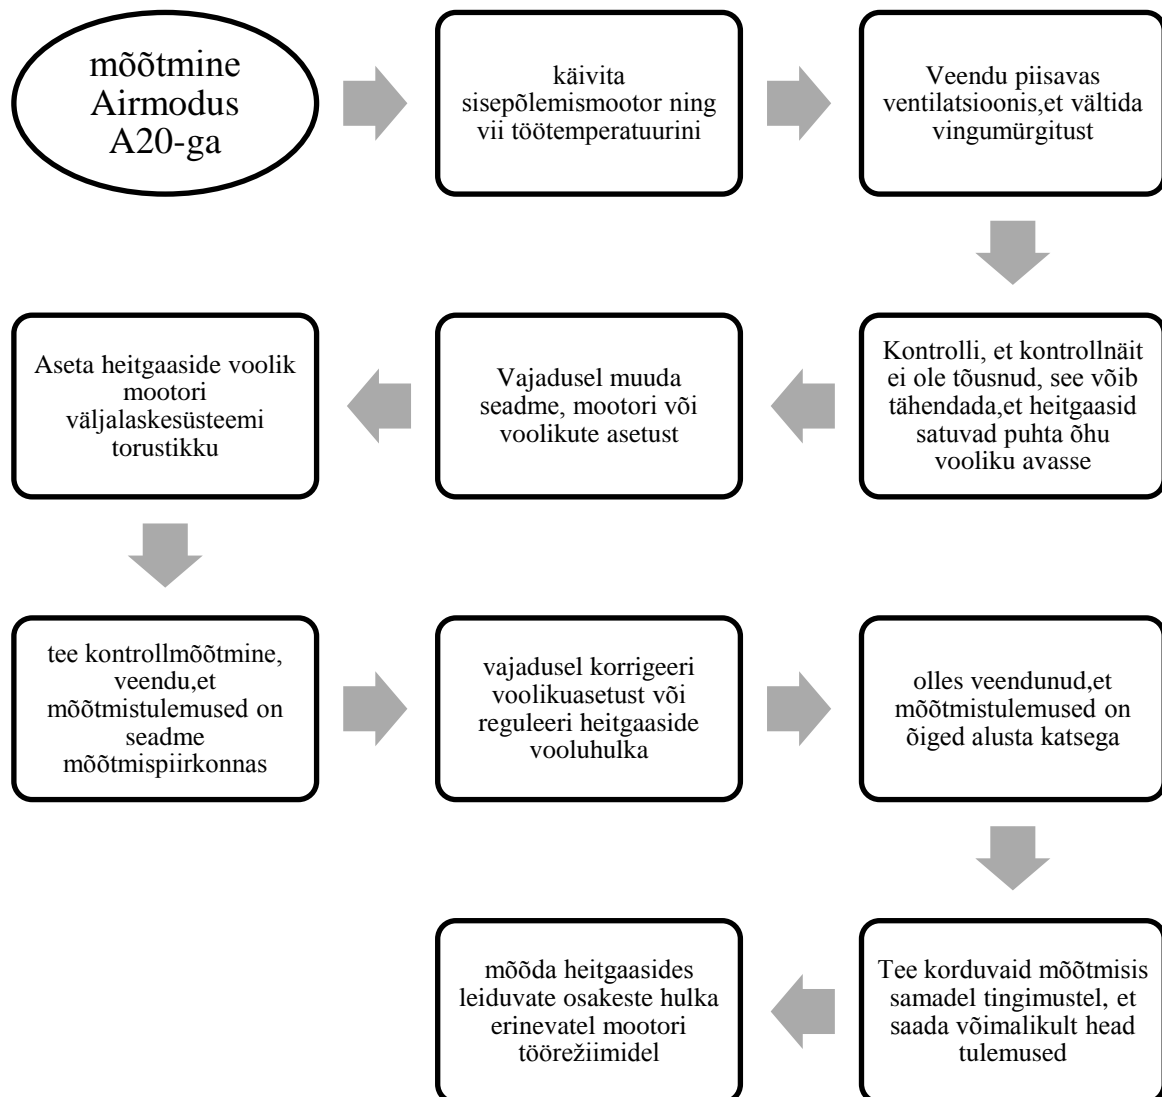 mõõtmine
Airmodus
A20-ga
käivita
sisepõlemismootor ning
vii töötemperatuurini
Veendu piisavas
ventilatsioonis,et vältida
vingumürgitust
Kontrolli, et kontrollnäit
ei ole tõusnud, see võib
tähendada,et heitgaasid
satuvad puhta õhu
vooliku avasse
Vajadusel muuda
seadme, mootori või
voolikute asetust
Aseta heitgaaside voolik
mootori
väljalaskesüsteemi
torustikku
tee kontrollmõõtmine,
veendu,et
mõõtmistulemused on
seadme
mõõtmispiirkonnas
vajadusel korrigeeri
voolikuasetust või
reguleeri heitgaaside
vooluhulka
olles veendunud,et
mõõtmistulemused on
õiged alusta katsega
Tee korduvaid mõõtmisis
samadel tingimustel, et
saada võimalikult head
tulemused
mõõda heitgaasides
leiduvate osakeste hulka
erinevatel mootori
töörežiimidel